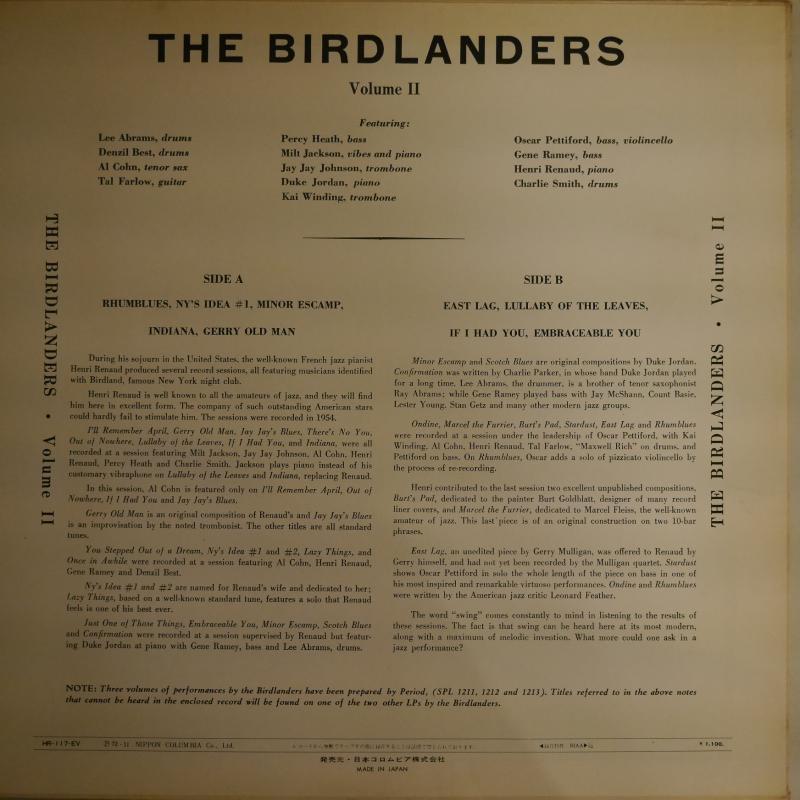 THE BIRDLANDERS
Volume II
Featuring:
Lee Abrams, drums
Denzil Best, drums
Al Cohn, tenor sax
Tal Farlow, guitar
Percy Heath, bass
Milt Jackson, vibes and piano
Jay Jay Johnson, trombone
Duke Jordan, piano
Kai Winding, trombone
Oscar Pettiford, bass, violincello
Gene Ramey, bass
Henri Renaud, piano
Charlie Smith, drums
THE BIRDLANDERS • Volume II
SIDE A
RHUMBLUES, NY'S IDEA #1, MINOR ESCAMP,
INDIANA, GERRY OLD MAN
During his sojourn in the United States, the well-known French jazz pianist
Henri Renaud produced several record sessions, all featuring musicians identified
with Birdland, famous New York night club.
Henri Renaud is well known to all the amateurs of jazz, and they will find
him here in excellent form. The company of such outstanding American stars
could hardly fail to stimulate him. The sessions were recorded in 1954.
I'll Remember April, Gerry Old Man, Jay Jay's Blues, There's No You,
Out of Nowhere, Lullaby of the Leaves, If I Had You, and Indiana, were all
recorded at a session featuring Milt Jackson, Jay Jay Johnson, Al Cohn, Henri
Renaud, Percy Heath and Charlie Smith. Jackson plays piano instead of his
customary vibraphone on Lullaby of the Leaves and Indiana, replacing Renaud.
In this session, Al Cohn is featured only on I'll Remember April, Out of
Nowhere, If I Had You and Jay Jay's Blues.
Gerry Old Man is an original composition of Renaud's and Jay Jay's Blues
is an improvisation by the noted trombonist. The other titles are all standard
tunes.
You Stepped Out of a Dream, Ny's Idea #1 and #2, Lazy Things, and
Once in Awhile were recorded at a session featuring Al Cohn, Henri Renaud,
Gene Ramey and Denzil Best.
Ny's Idea #1 and #2 are named for Renaud's wife and dedicated to her;
Lazy Things, based on a well-known standard tune, features a solo that Renaud
feels is one of his best ever.
Just One of Those Things, Embraceable You, Minor Escamp, Scotch Blues
and Confirmation were recorded at a session supervised by Renaud but featur-
ing Duke Jordan at piano with Gene Ramey, bass and Lee Abrams, drums.
SIDE B
EAST LAG, LULLABY OF THE LEAVES,
IF I HAD YOU, EMBRACEABLE YOU
Minor Escamp and Scotch Blues are original compositions by Duke Jordan.
Confirmation was written by Charlie Parker, in whose band Duke Jordan played
for a long time. Lee Abrams, the drummer, is a brother of tenor saxophonist
Ray Abrams; while Gene Ramey played bass with Jay McShann, Count Basie,
Lester Young, Stan Getz and many other modern jazz groups.
Ondine, Marcel the Furrier, Burt's Pad, Stardust, East Lag and Rhumblues
were recorded at a session under the leadership of Oscar Pettiford, with Kai
Winding, Al Cohn, Henri Renaud, Tal Farlow, "Maxwell Rich" on drums, and
Pettiford on bass. On Rhumblues, Oscar adds a solo of pizzicato violincello by
the process of re-recording.
Henri contributed to the last session two excellent unpublished compositions,
Burt's Pad, dedicated to the painter Burt Goldblatt, designer of many record
liner covers, and Marcel the Furrier, dedicated to Marcel Fleiss, the well-known
amateur of jazz. This last piece is of an original construction on two 10-bar
phrases.
East Lag, an unedited piece by Gerry Mulligan, was offered to Renaud by
Gerry himself, and had not yet been recorded by the Mulligan quartet. Stardust
shows Oscar Pettiford in solo the whole length of the piece on bass in one of
his most inspired and remarkable virtuoso performances. Ondine and Rhumblues
were written by the American jazz critic Leonard Feather.
The word "swing" comes constantly to mind in listening to the results of
these sessions. The fact is that swing can be heard here at its most modern,
along with a maximum of melodic invention. What more could one ask in a
jazz performance?
THE BIRDLANDERS • Volume II
NOTE: Three volumes of performances by the Birdlanders have been prepared by Period, (SPL 1211, 1212 and 1213). Titles referred to in the above notes
that cannot be heard in the enclosed record will be found on one of the two other LPs by the Birdlanders.
HR-117-EV NIPPON COLUMBIA Co., Ltd. ¥ 1,100.
発売元・日本コロムビア株式会社
MADE IN JAPAN